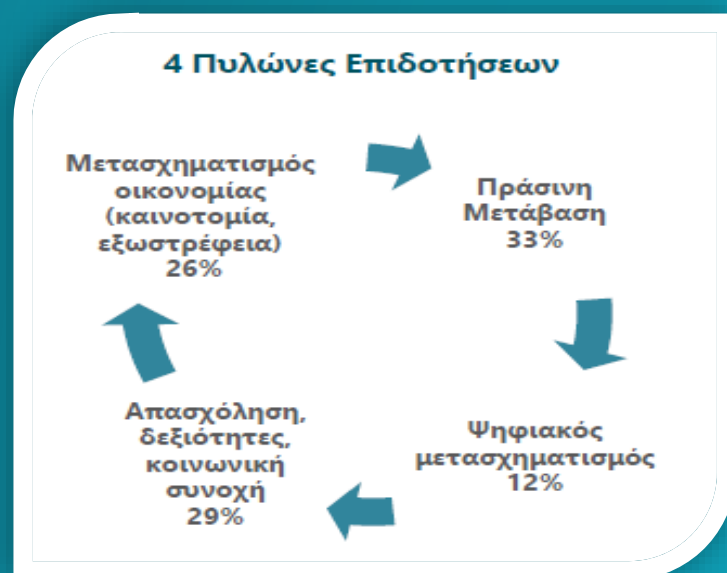 4 Πυλώνες Επιδοτήσεων
Μετασχηματισμός
οικονομίας
(καινοτομία,
εξωστρέφεια)
26%
Πράσινη
Μετάβαση
33%
Ψηφιακός
μετασχηματισμός
12%
Απασχόληση,
δεξιότητες,
κοινωνική
συνοχή
29%